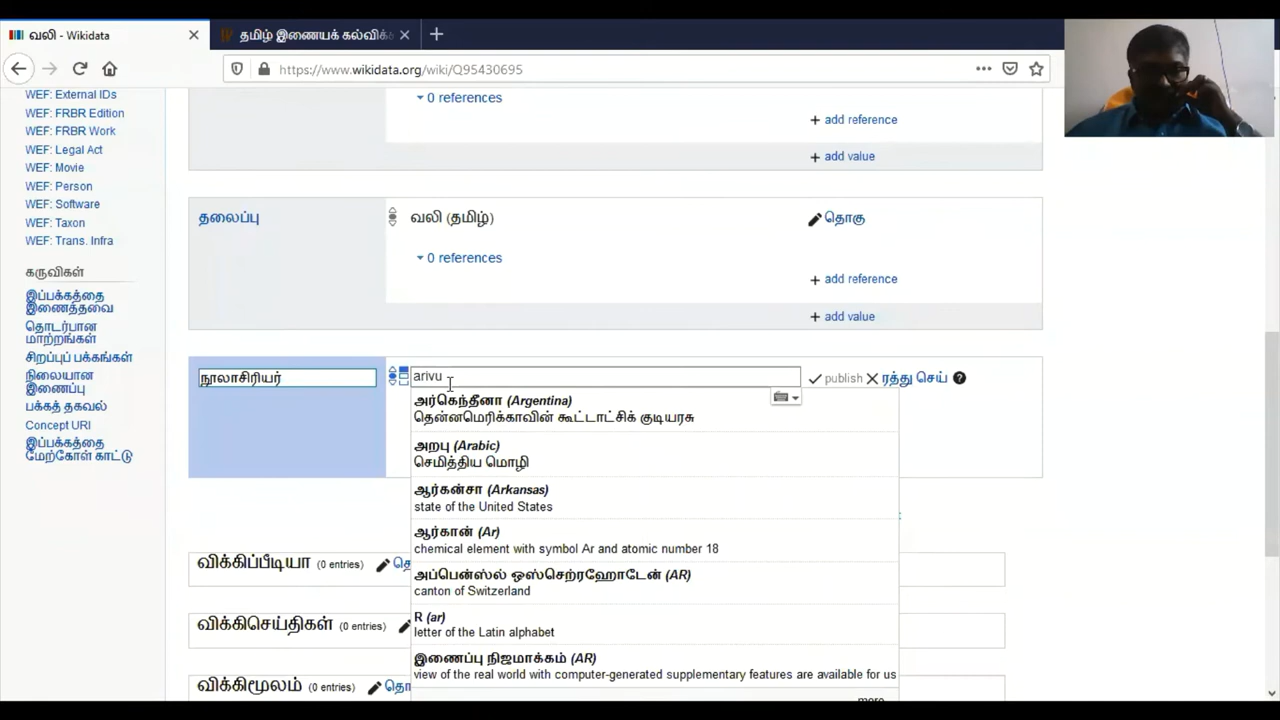 வலி - Wikidata
தமிழ் இணையக் கல்விக்
https://www.wikidata.org/wiki/Q95430695
WEF: External IDs
WEF: FRBR Edition
WEF: FRBR Work
WEF: Legal Act
WEF: Movie
WEF: Person
WEF: Software
WEF: Taxon
WEF: Trans. Infra
கருவிகள்
இப்பக்கத்தை
இணைத்தவை
தொடர்பான
மாற்றங்கள்
சிறப்புப் பக்கங்கள்
நிலையான
இணைப்பு
பக்கத் தகவல்
Concept URI
இப்பக்கத்தை
மேற்கோள் காட்டு
0 references
+ add reference
+ add value
தலைப்பு
வலி (தமிழ்)
தொகு
0 references
+ add reference
+ add value
நூலாசிரியர்
arivu
publish ரத்து செய்
அர்கெந்தீனா (Argentina)
தென்னமெரிக்காவின் கூட்டாட்சிக் குடியரசு
அறபு (Arabic)
செமித்திய மொழி
ஆர்கன்சா (Arkansas)
state of the United States
ஆர்கான் (Ar)
chemical element with symbol Ar and atomic number 18
அப்பென்ஸ்ல் ஒஸ்செற்ரஹோடேன் (AR)
canton of Switzerland
R (ar)
letter of the Latin alphabet
இணைப்பு நிஜமாக்கம் (AR)
view of the real world with computer-generated supplementary features are available for us
more
விக்கிப்பீடியா (0 entries)
விக்கிசெய்திகள் (0 entries)
விக்கிமூலம் (0 entries)